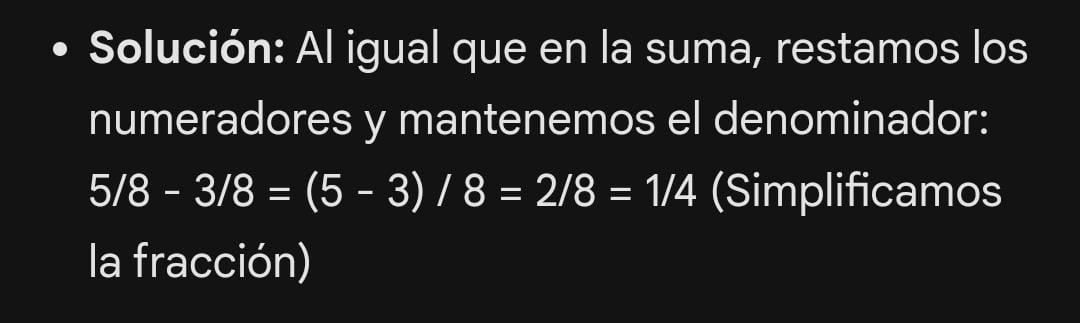 • Solución: Al igual que en la suma, restamos los
numeradores y mantenemos el denominador:
5/8 - 3/8 = (5 - 3) / 8 = 2/8 = 1/4 (Simplificamos
la fracción)